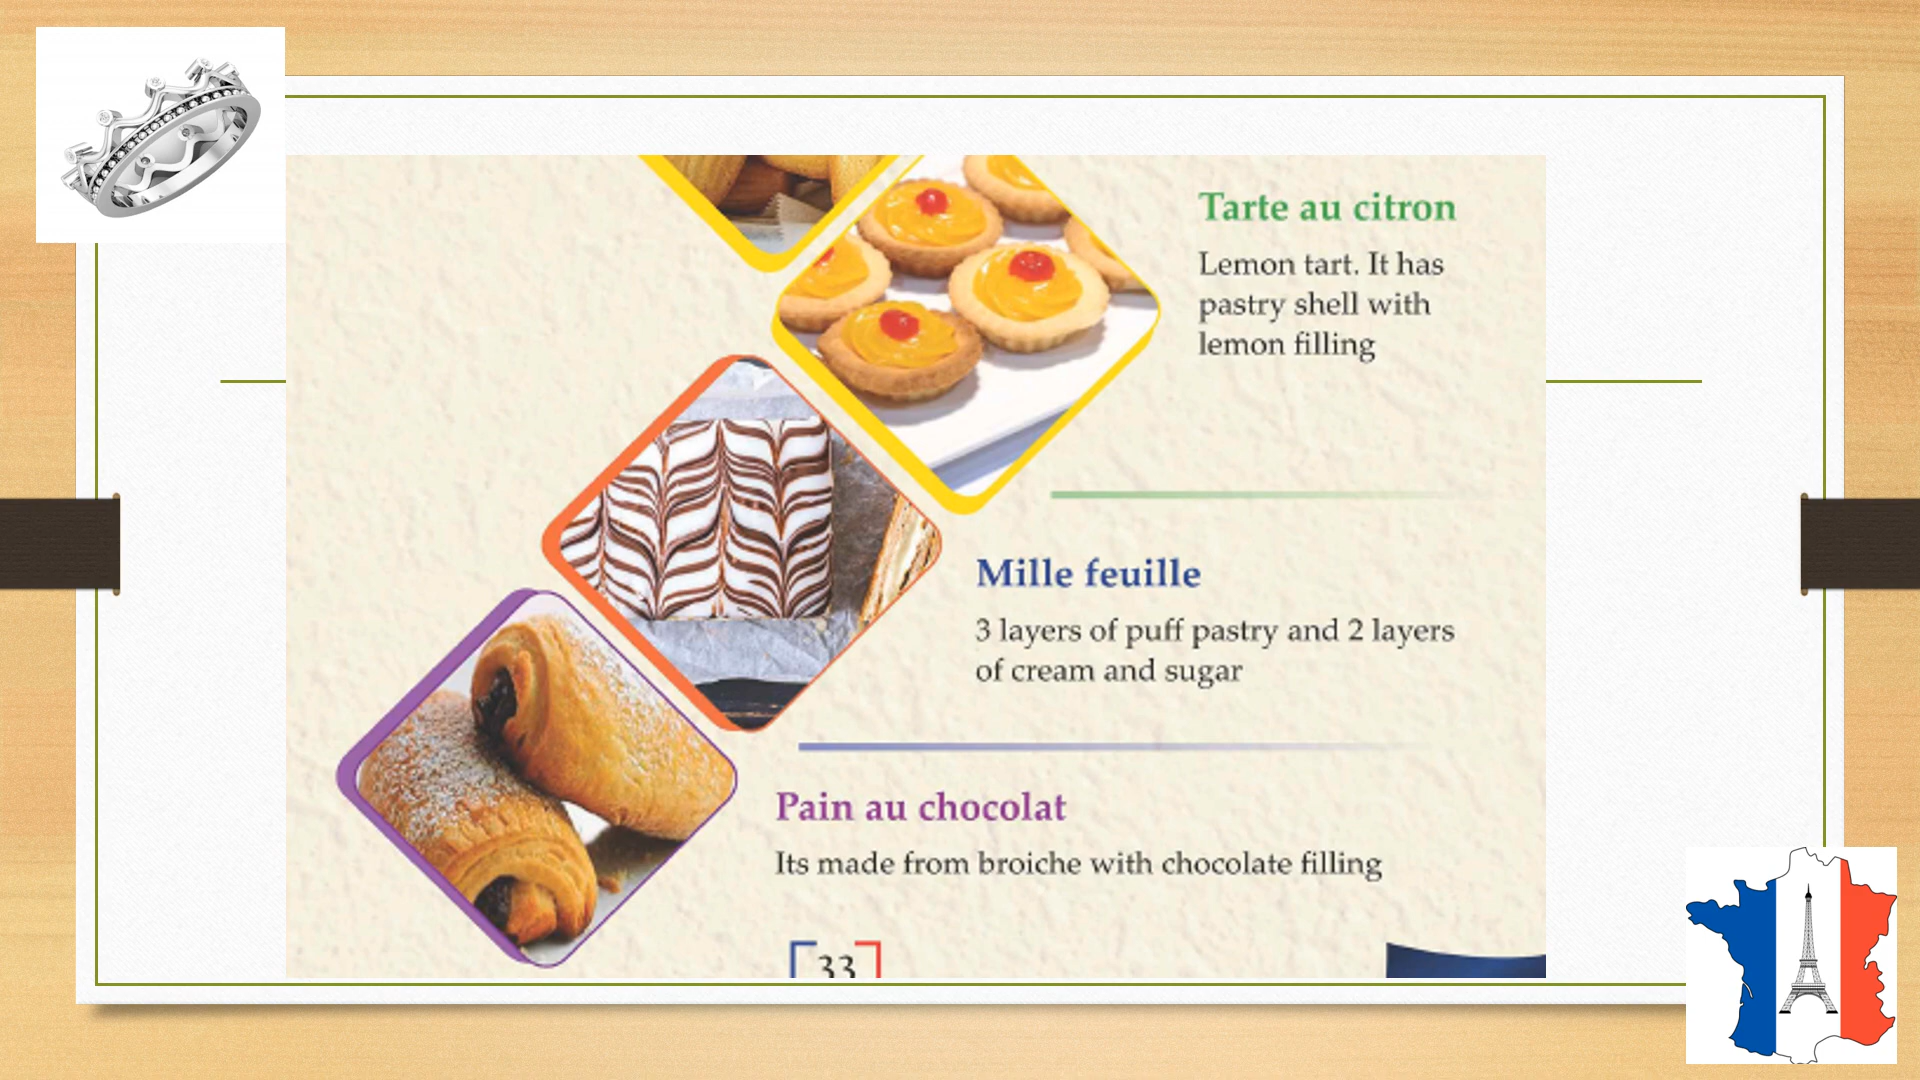 Tarte au citron
Lemon tart. It has
pastry shell with
lemon filling
Mille feuille
3 layers of puff pastry and 2 layers
of cream and sugar
Pain au chocolat
Its made from broiche with chocolate filling
33